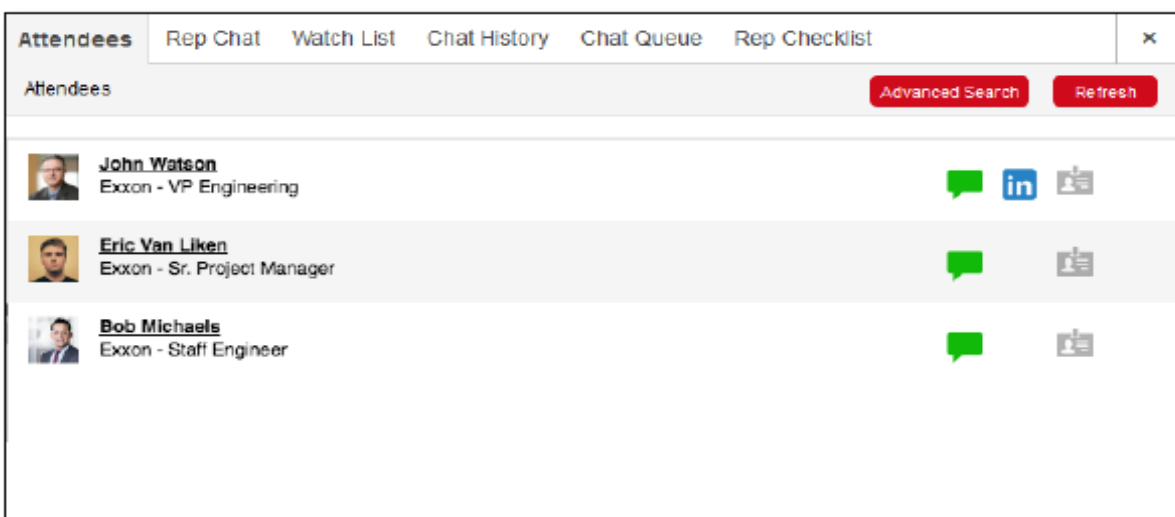 Attendees Rep Chat Watch List Chat History Chat Queue Rep Checklist ×
Attendees Advanced Search Refresh
John Watson
Exxon - VP Engineering
in
Eric Van Liken
Exxon - Sr. Project Manager
Bob Michaels
Exxon - Staff Engineer